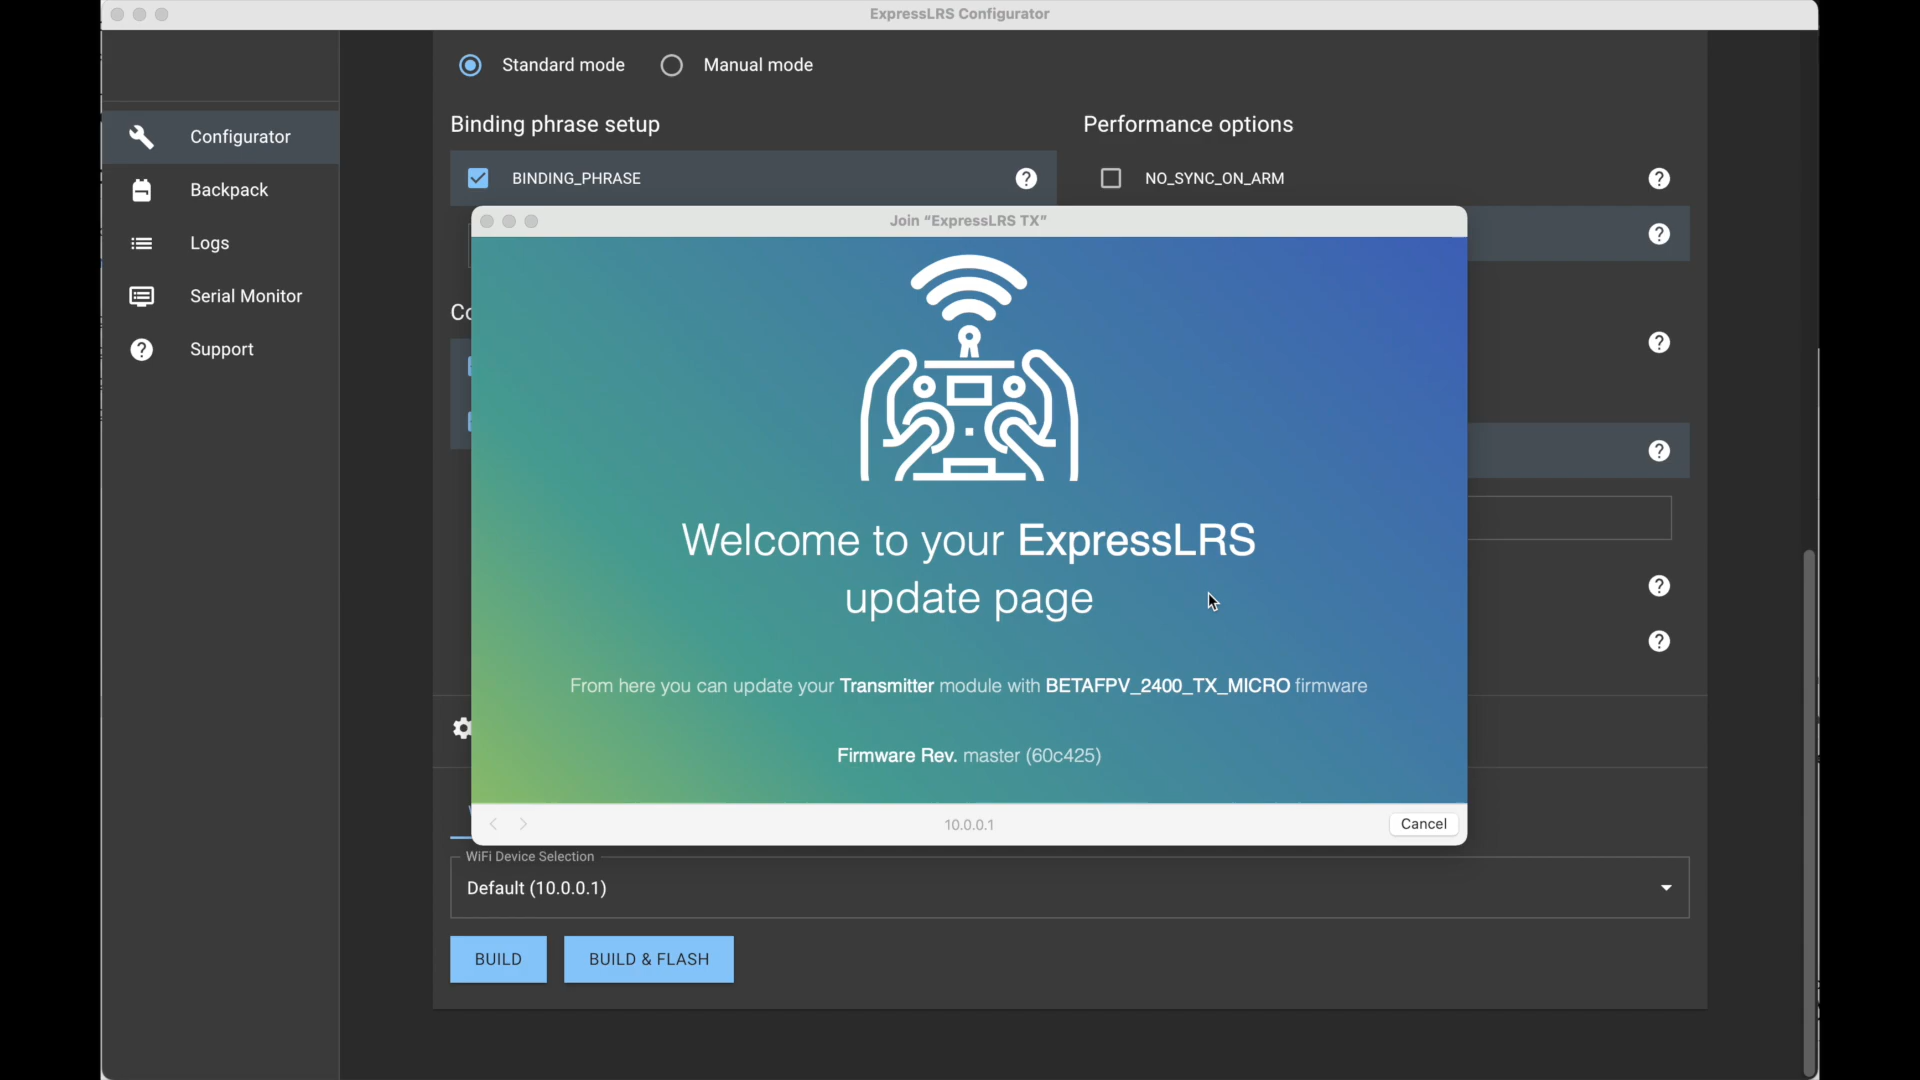 ExpressLRS Configurator
Standard mode
Manual mode
Configurator
Backpack
Logs
Serial Monitor
Support
Binding phrase setup
Performance options
BINDING_PHRASE
NO_SYNC_ON_ARM
Join “ExpressLRS TX”
Welcome to your ExpressLRS
update page
From here you can update your Transmitter module with BETAFPV_2400_TX_MICRO firmware
Firmware Rev. master (60c425)
10.0.0.1
Cancel
WiFi Device Selection
Default (10.0.0.1)
BUILD
BUILD & FLASH